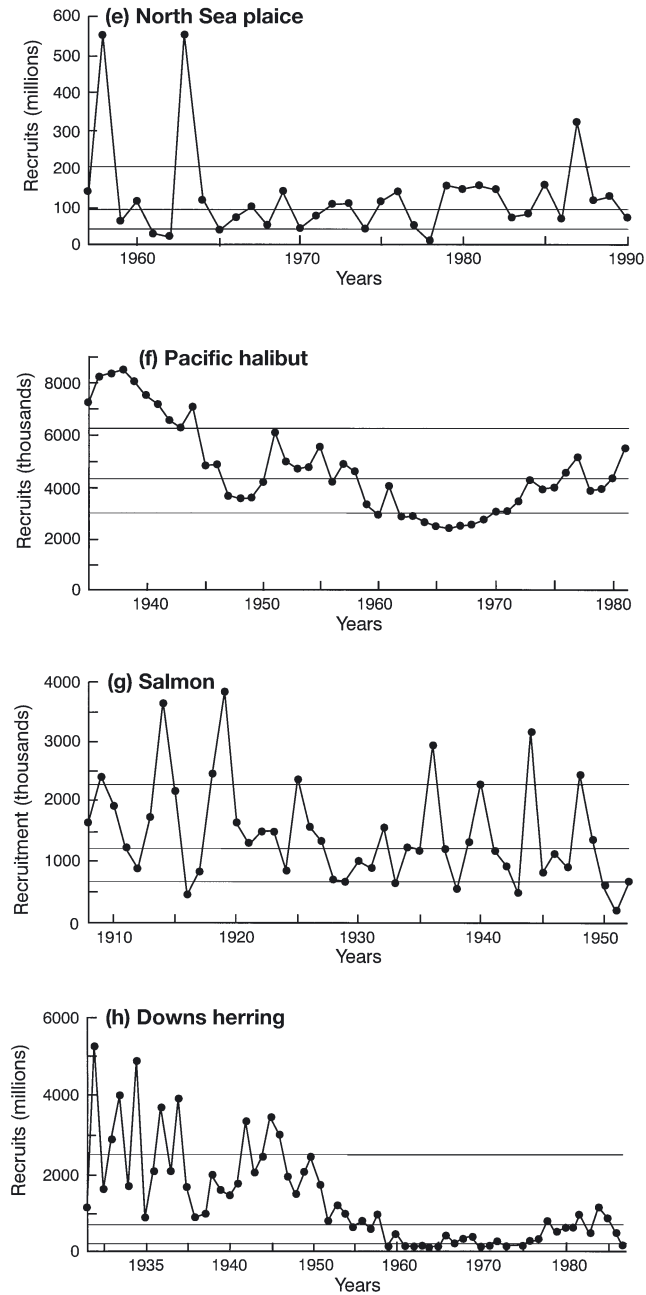 (e) North Sea plaice
Recruits (millions)
600
500
400
300
200
100
0
1960 1970 1980 1990
Years
(f) Pacific halibut
Recruits (thousands)
8000
6000
4000
2000
0
1940 1950 1960 1970 1980
Years
(g) Salmon
Recruitment (thousands)
4000
3000
2000
1000
0
1910 1920 1930 1940 1950
Years
(h) Downs herring
Recruits (millions)
6000
4000
2000
0
1935 1940 1950 1960 1970 1980
Years